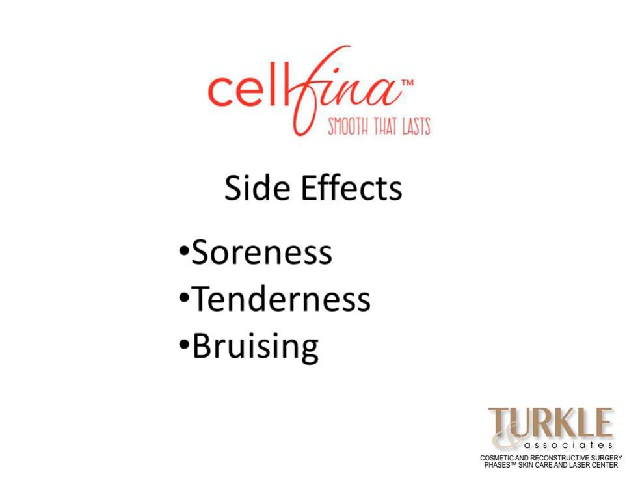 cellfina™
SMOOTH THAT LASTS
Side Effects
•Soreness
•Tenderness
•Bruising
TURKLE
& associates
COSMETIC AND RECONSTRUCTIVE SURGERY
PHASES™ SKIN CARE AND LASER CENTER